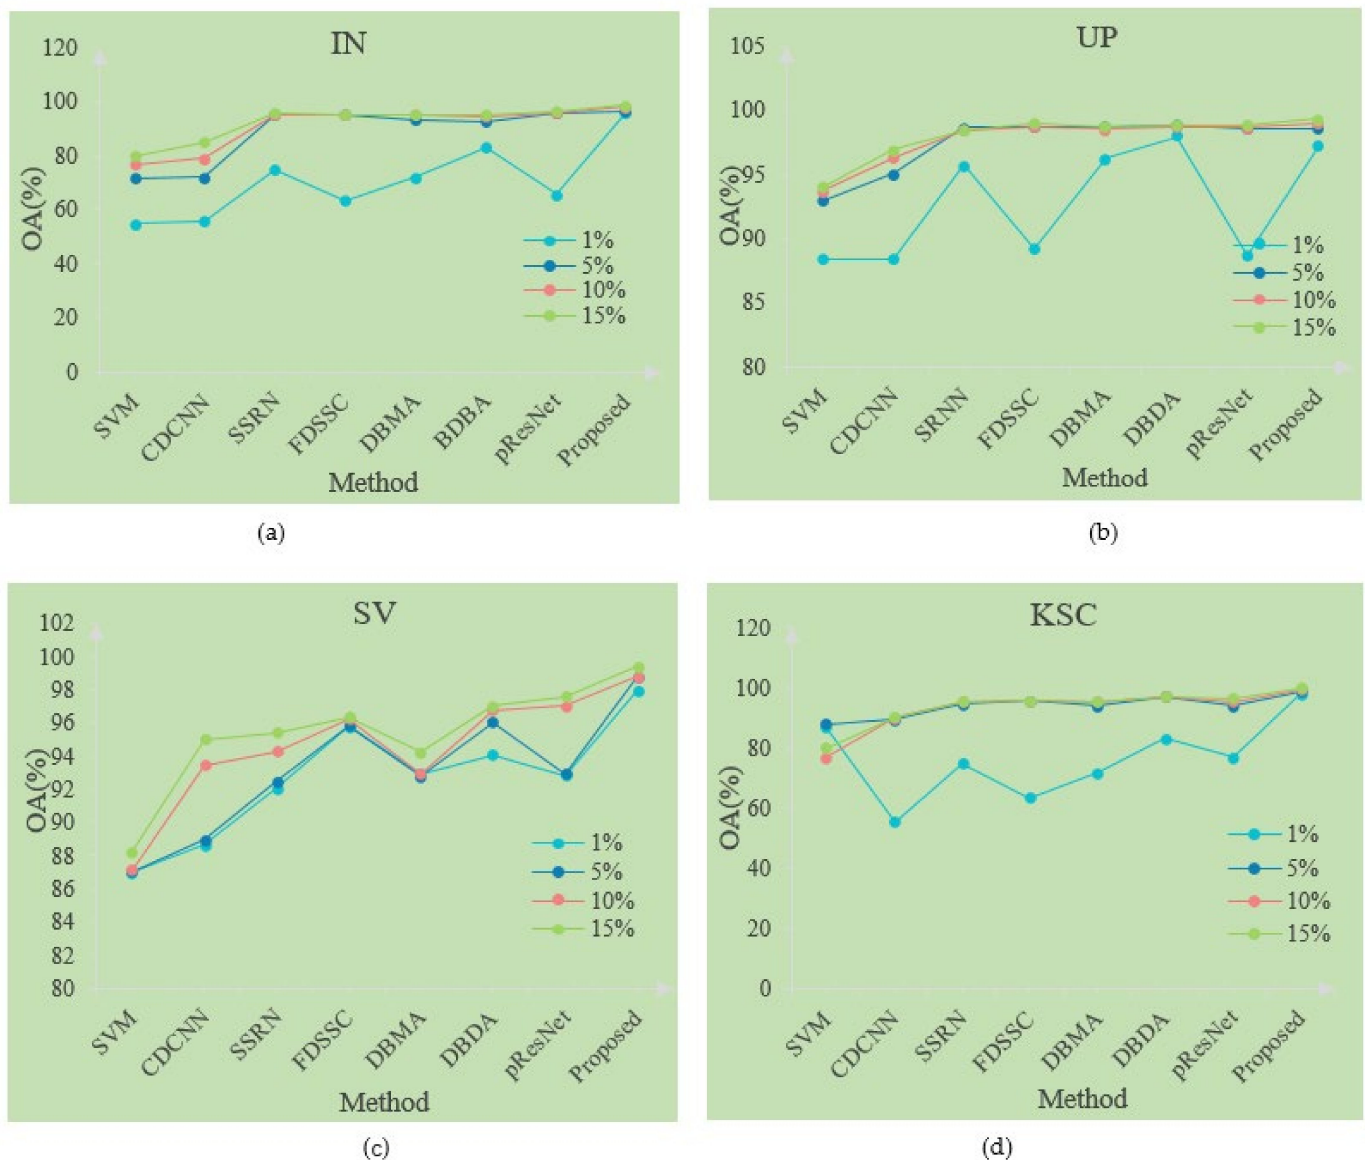 IN
OA(%)
120
100
80
60
40
20
0
1%
5%
10%
15%
SVM
CDCNN
SSRN
FDSSC
DBMA
BDBA
pResNet
Proposed
Method
(a)
UP
OA(%)
105
100
95
90
85
80
1%
5%
10%
15%
SVM
CDCNN
SRNN
FDSSC
DBMA
DBDA
pResNet
Proposed
Method
(b)
SV
OA(%)
102
100
98
96
94
92
90
88
86
84
82
80
1%
5%
10%
15%
SVM
CDCNN
SSRN
FDSSC
DBMA
DBDA
pResNet
Proposed
Method
(c)
KSC
OA(%)
120
100
80
60
40
20
0
1%
5%
10%
15%
SVM
CDCNN
SSRN
FDSSC
DBMA
DBDA
pResNet
Proposed
Method
(d)